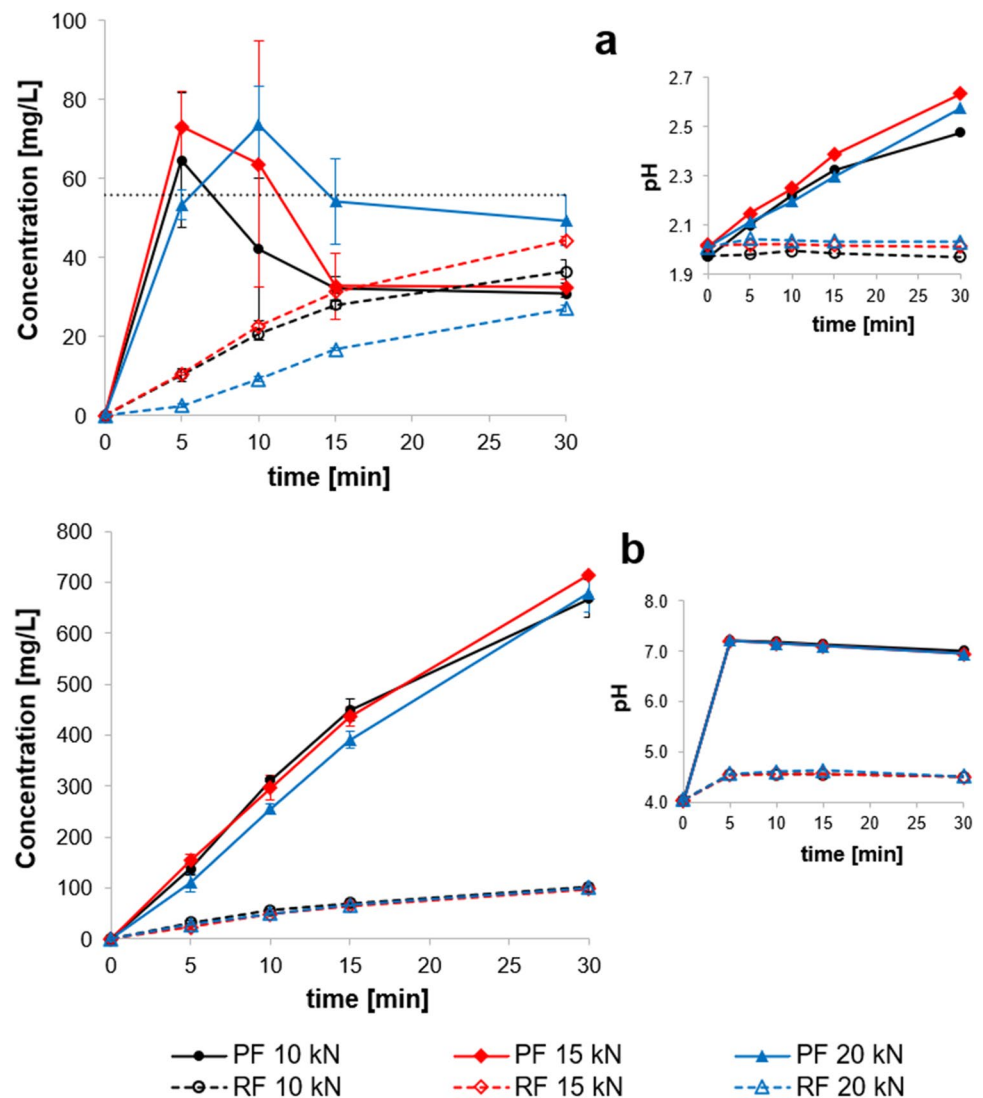 a
100
80
60
40
20
0
Concentration [mg/L]
0 5 10 15 20 25 30
time [min]
2.7
2.5
2.3
2.1
1.9
pH
0 5 10 15 20 25 30
time [min]
b
800
700
600
500
400
300
200
100
0
Concentration [mg/L]
0 5 10 15 20 25 30
time [min]
8.0
7.0
6.0
5.0
4.0
pH
0 5 10 15 20 25 30
time [min]
PF 10 kN PF 15 kN PF 20 kN
RF 10 kN RF 15 kN RF 20 kN